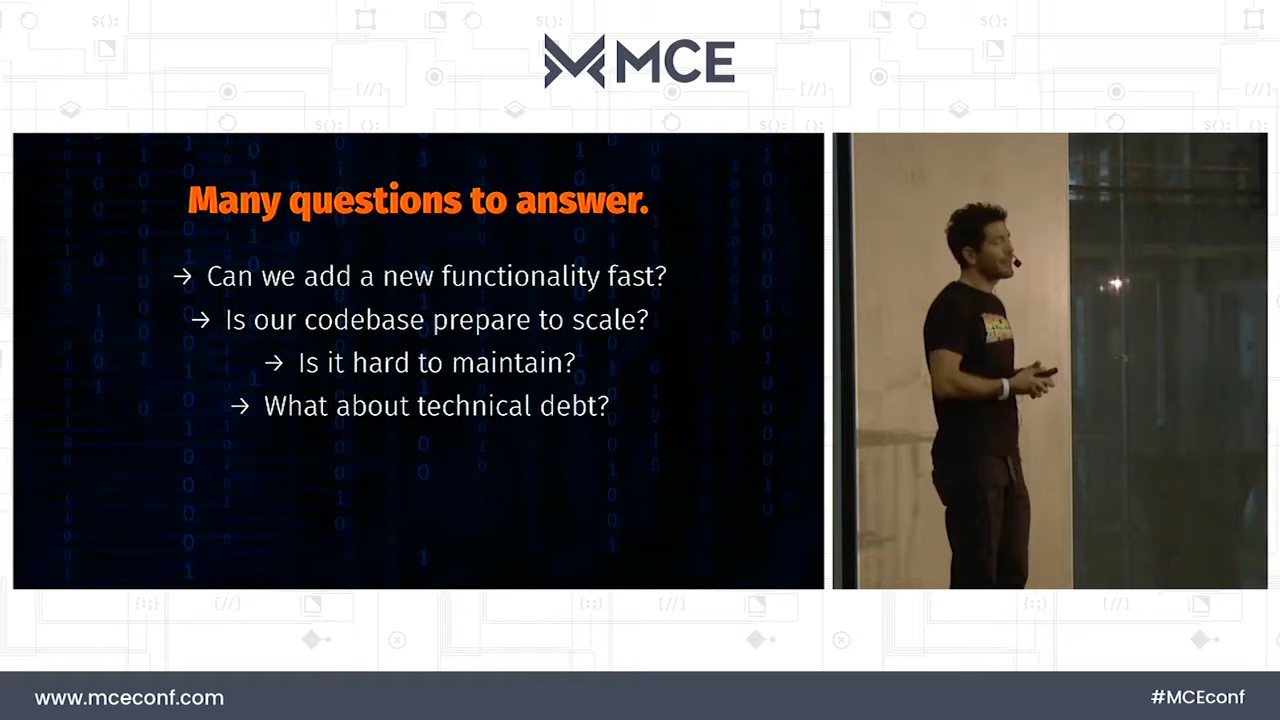 MCE
Many questions to answer.
→ Can we add a new functionality fast?
→ Is our codebase prepare to scale?
→ Is it hard to maintain?
→ What about technical debt?
www.mceconf.com
#MCEconf